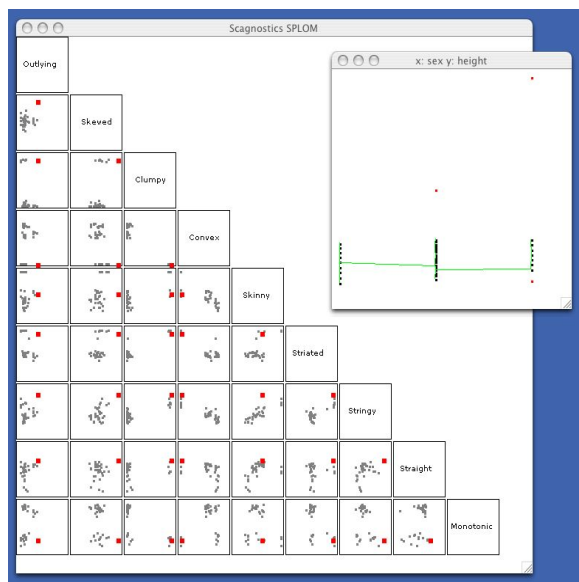 Scagnostics SPLOM
x: sex y: height
Outlying
Skewed
Clumpy
Convex
Skinny
Striated
Stringy
Straight
Monotonic